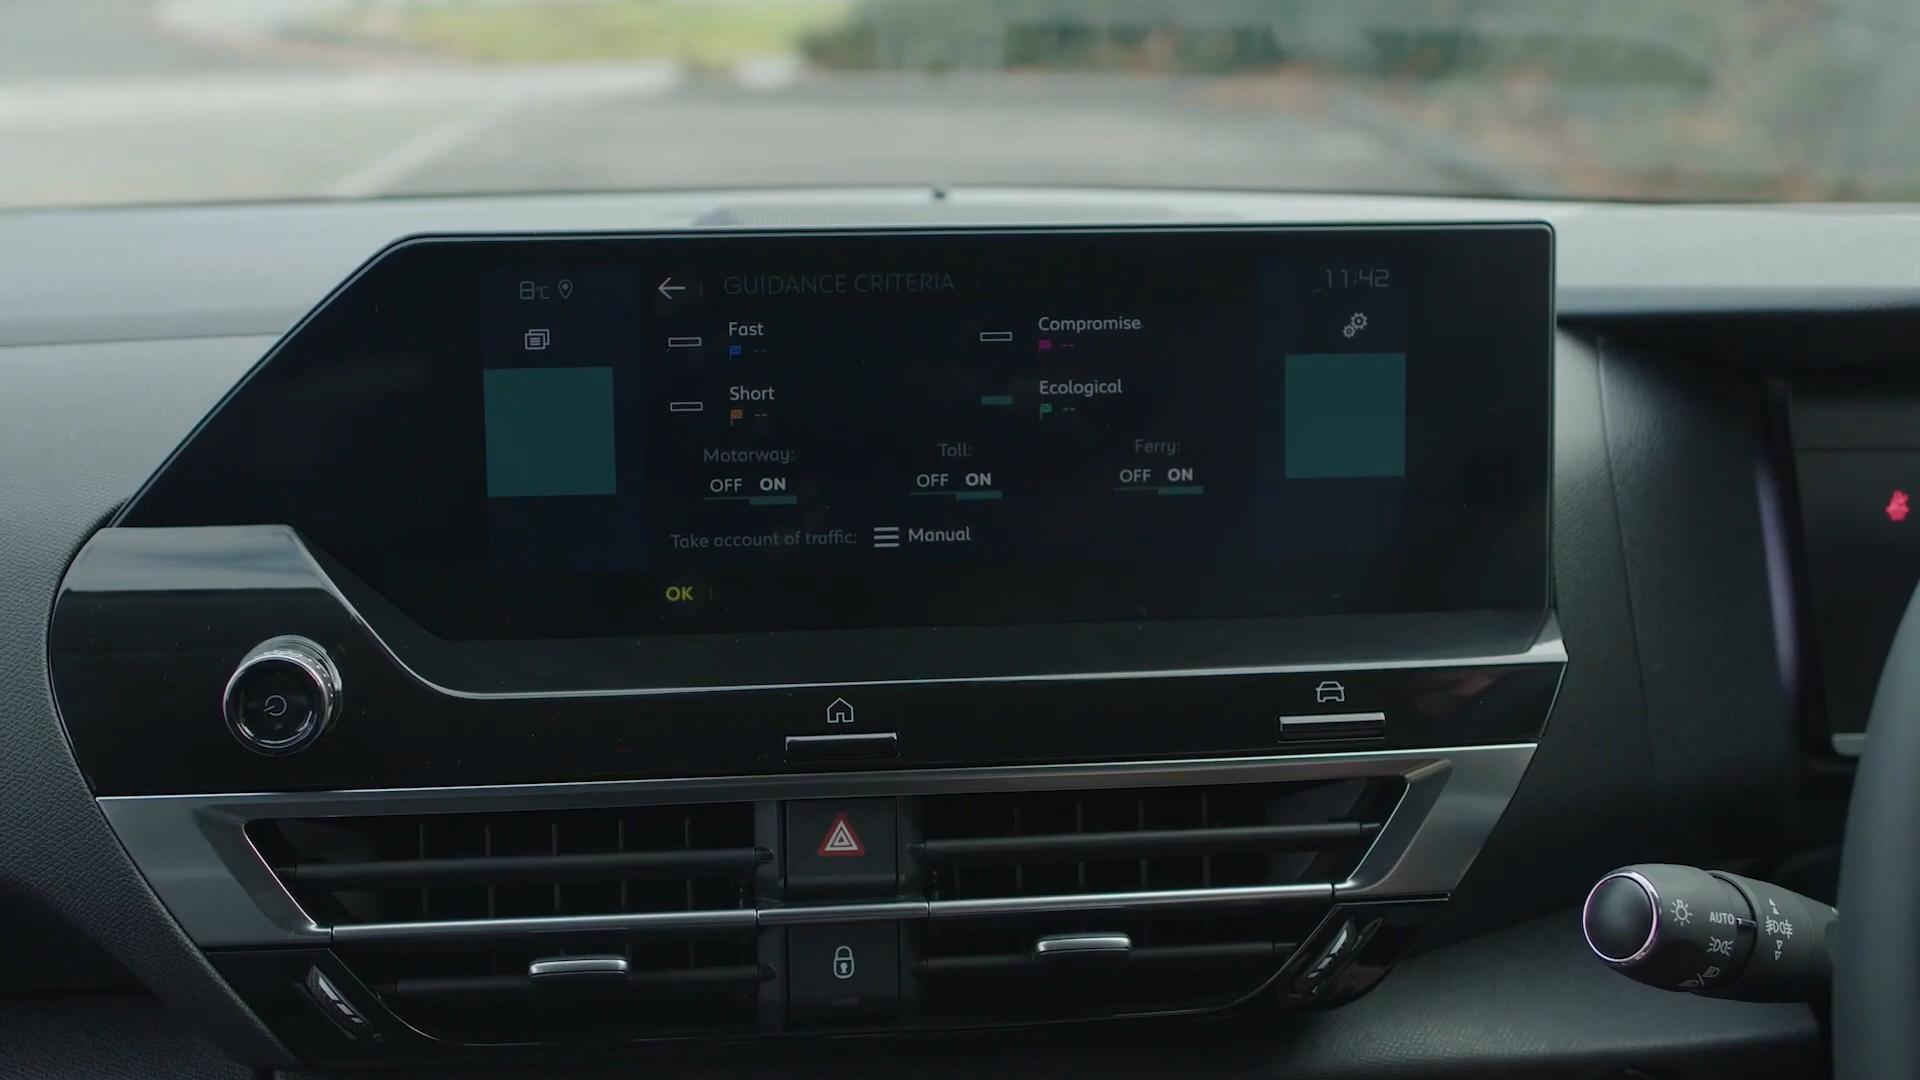 8°C
GUIDANCE CRITERIA
11:42
Fast
--
Compromise
--
Short
--
Ecological
--
Motorway:
OFF ON
Toll:
OFF ON
Ferry:
OFF ON
Take account of traffic: Manual
OK
AUTO